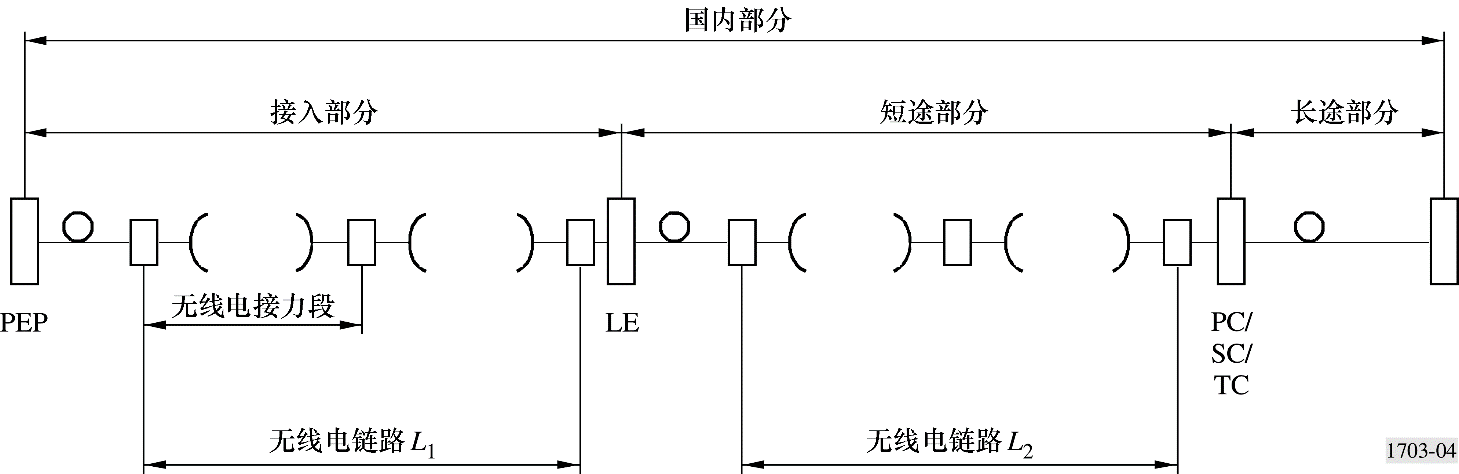 国内部分
接入部分
短途部分
长途部分
无线电接力段
PEP
LE
PC/
SC/
TC
无线电链路 L1
无线电链路 L2
1703-04